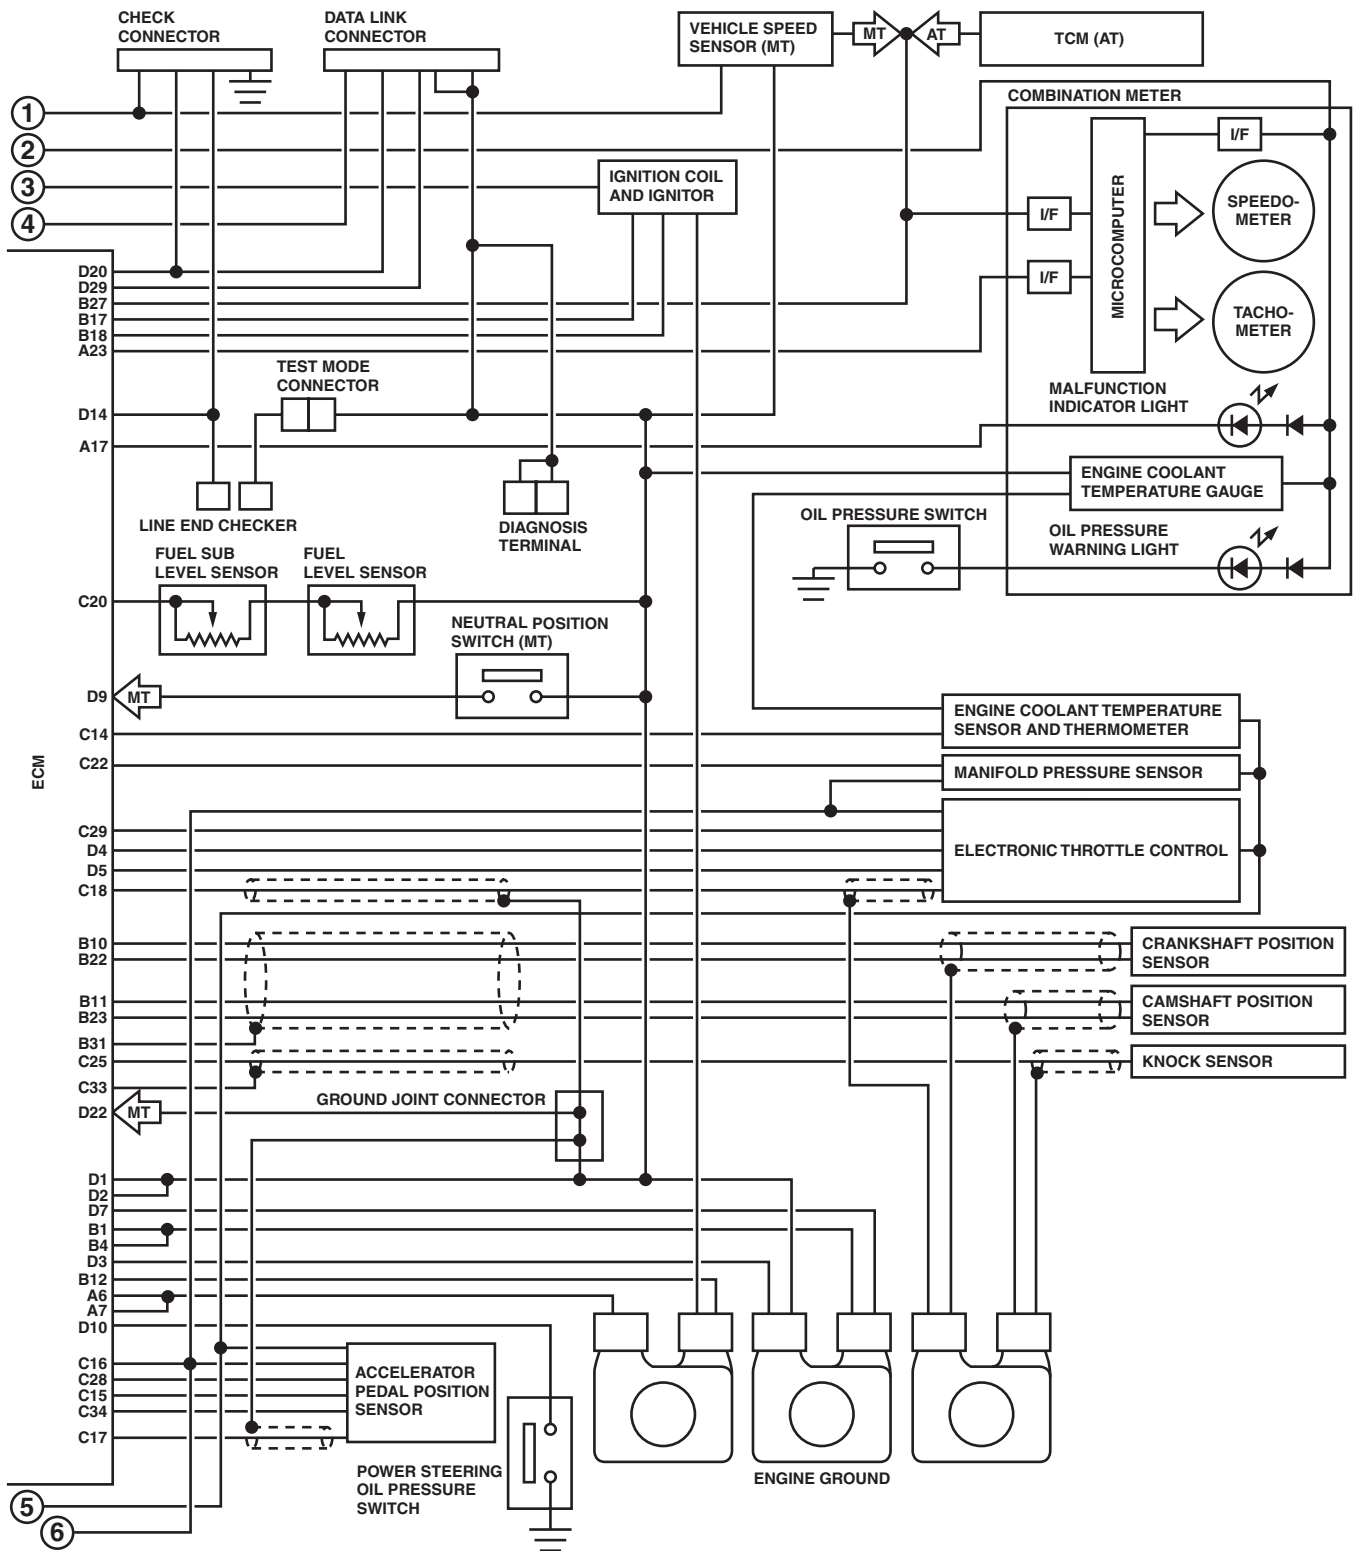 CHECK
CONNECTOR
DATA LINK
CONNECTOR
VEHICLE SPEED
SENSOR (MT)
MT
AT
TCM (AT)
COMBINATION METER
1
2
3
4
I/F
IGNITION COIL
AND IGNITOR
MICROCOMPUTER
I/F
SPEEDO-
METER
I/F
TACHO-
METER
D20
D29
B27
B17
B18
A23
TEST MODE
CONNECTOR
MALFUNCTION
INDICATOR LIGHT
D14
A17
ENGINE COOLANT
TEMPERATURE GAUGE
LINE END CHECKER
DIAGNOSIS
TERMINAL
OIL PRESSURE SWITCH
OIL PRESSURE
WARNING LIGHT
FUEL SUB
LEVEL SENSOR
FUEL
LEVEL SENSOR
C20
NEUTRAL POSITION
SWITCH (MT)
D9
MT
C14
ENGINE COOLANT TEMPERATURE
SENSOR AND THERMOMETER
ECM
C22
MANIFOLD PRESSURE SENSOR
C29
D4
D5
C18
ELECTRONIC THROTTLE CONTROL
B10
B22
CRANKSHAFT POSITION
SENSOR
B11
B23
CAMSHAFT POSITION
SENSOR
B31
C25
KNOCK SENSOR
C33
D22
MT
GROUND JOINT CONNECTOR
D1
D2
D7
B1
B4
D3
B12
A6
A7
D10
C16
C28
C15
C34
C17
ACCELERATOR
PEDAL POSITION
SENSOR
POWER STEERING
OIL PRESSURE
SWITCH
ENGINE GROUND
5
6